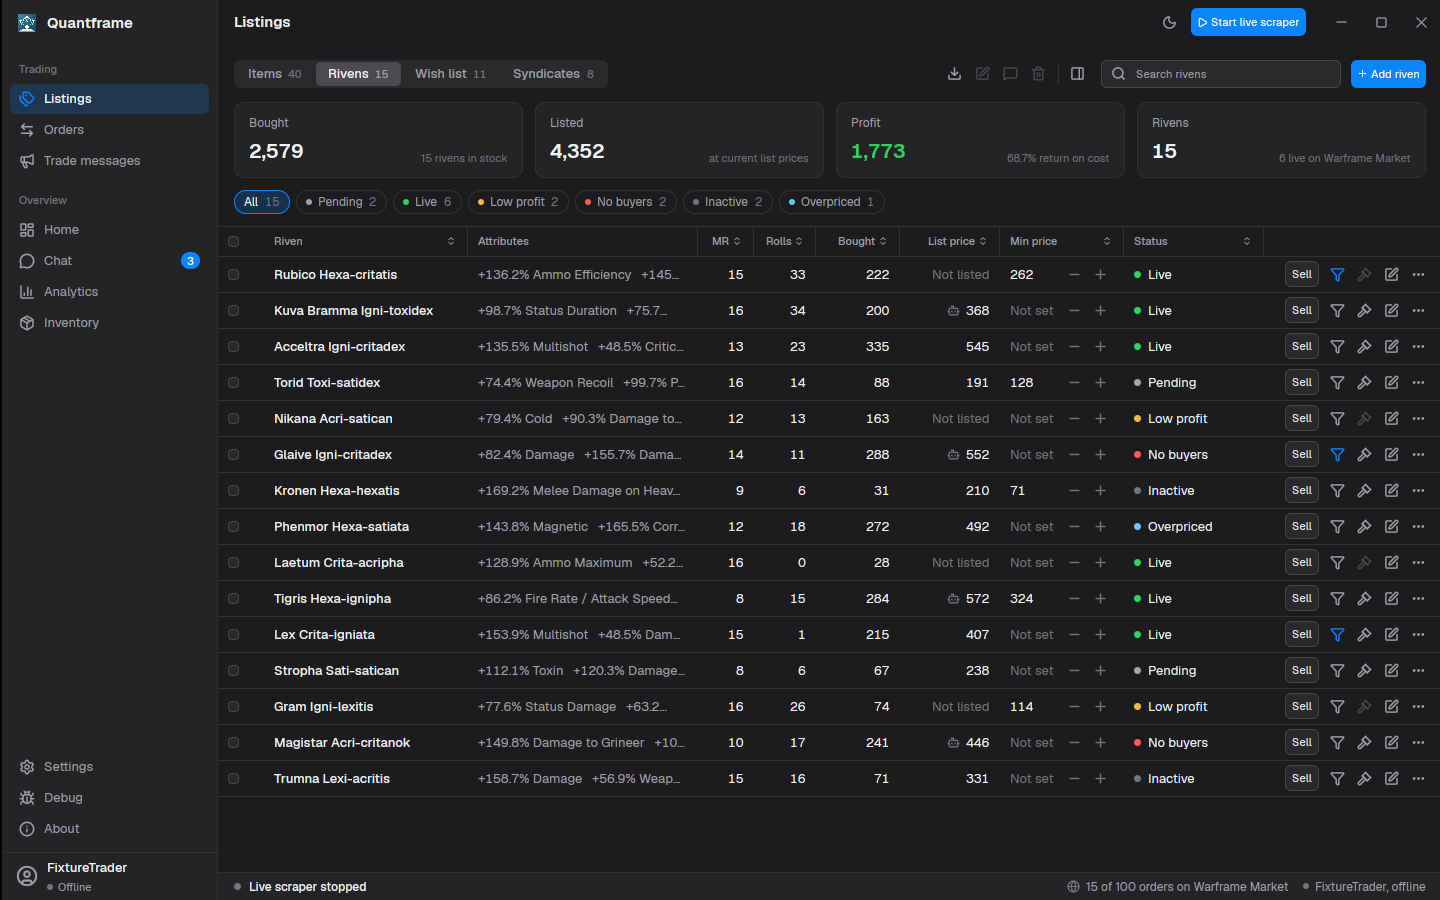 Quantframe
Listings
Start live scraper
Trading
Listings
Orders
Trade messages
Overview
Home
Chat 3
Analytics
Inventory
Settings
Debug
About
FixtureTrader
Offline
Items 40 Rivens 15 Wish list 11 Syndicates 8
Search rivens
+ Add riven
Bought
2,579 15 rivens in stock
Listed
4,352 at current list prices
Profit
1,773 68.7% return on cost
Rivens
15 6 live on Warframe Market
All 15 Pending 2 Live 6 Low profit 2 No buyers 2 Inactive 2 Overpriced 1
Riven Attributes MR Rolls Bought List price Min price Status
Rubico Hexa-critatis +136.2% Ammo Efficiency +145... 15 33 222 Not listed 262 Live Sell
Kuva Bramma Igni-toxidex +98.7% Status Duration +75.7... 16 34 200 368 Not set Live Sell
Acceltra Igni-critadex +135.5% Multishot +48.5% Critic... 13 23 335 545 Not set Live Sell
Torid Toxi-satidex +74.4% Weapon Recoil +99.7% P... 16 14 88 191 128 Pending Sell
Nikana Acri-satican +79.4% Cold +90.3% Damage to... 12 13 163 Not listed Not set Low profit Sell
Glaive Igni-critadex +82.4% Damage +155.7% Dama... 14 11 288 552 Not set No buyers Sell
Kronen Hexa-hexatis +169.2% Melee Damage on Heav... 9 6 31 210 71 Inactive Sell
Phenmor Hexa-satiata +143.8% Magnetic +165.5% Corr... 12 18 272 492 Not set Overpriced Sell
Laetum Crita-acripha +128.9% Ammo Maximum +52.2... 16 0 28 Not listed Not set Live Sell
Tigris Hexa-ignipha +86.2% Fire Rate / Attack Speed... 8 15 284 572 324 Live Sell
Lex Crita-igniata +153.9% Multishot +48.5% Dam... 15 1 215 407 Not set Live Sell
Stropha Sati-satican +112.1% Toxin +120.3% Damage... 8 6 67 238 Not set Pending Sell
Gram Igni-lexitis +77.6% Status Damage +63.2... 16 26 74 Not listed 114 Low profit Sell
Magistar Acri-critanok +149.8% Damage to Grineer +10... 10 17 241 446 Not set No buyers Sell
Trumna Lexi-acritis +158.7% Damage +56.9% Weap... 15 16 71 331 Not set Inactive Sell
Live scraper stopped
15 of 100 orders on Warframe Market
FixtureTrader, offline